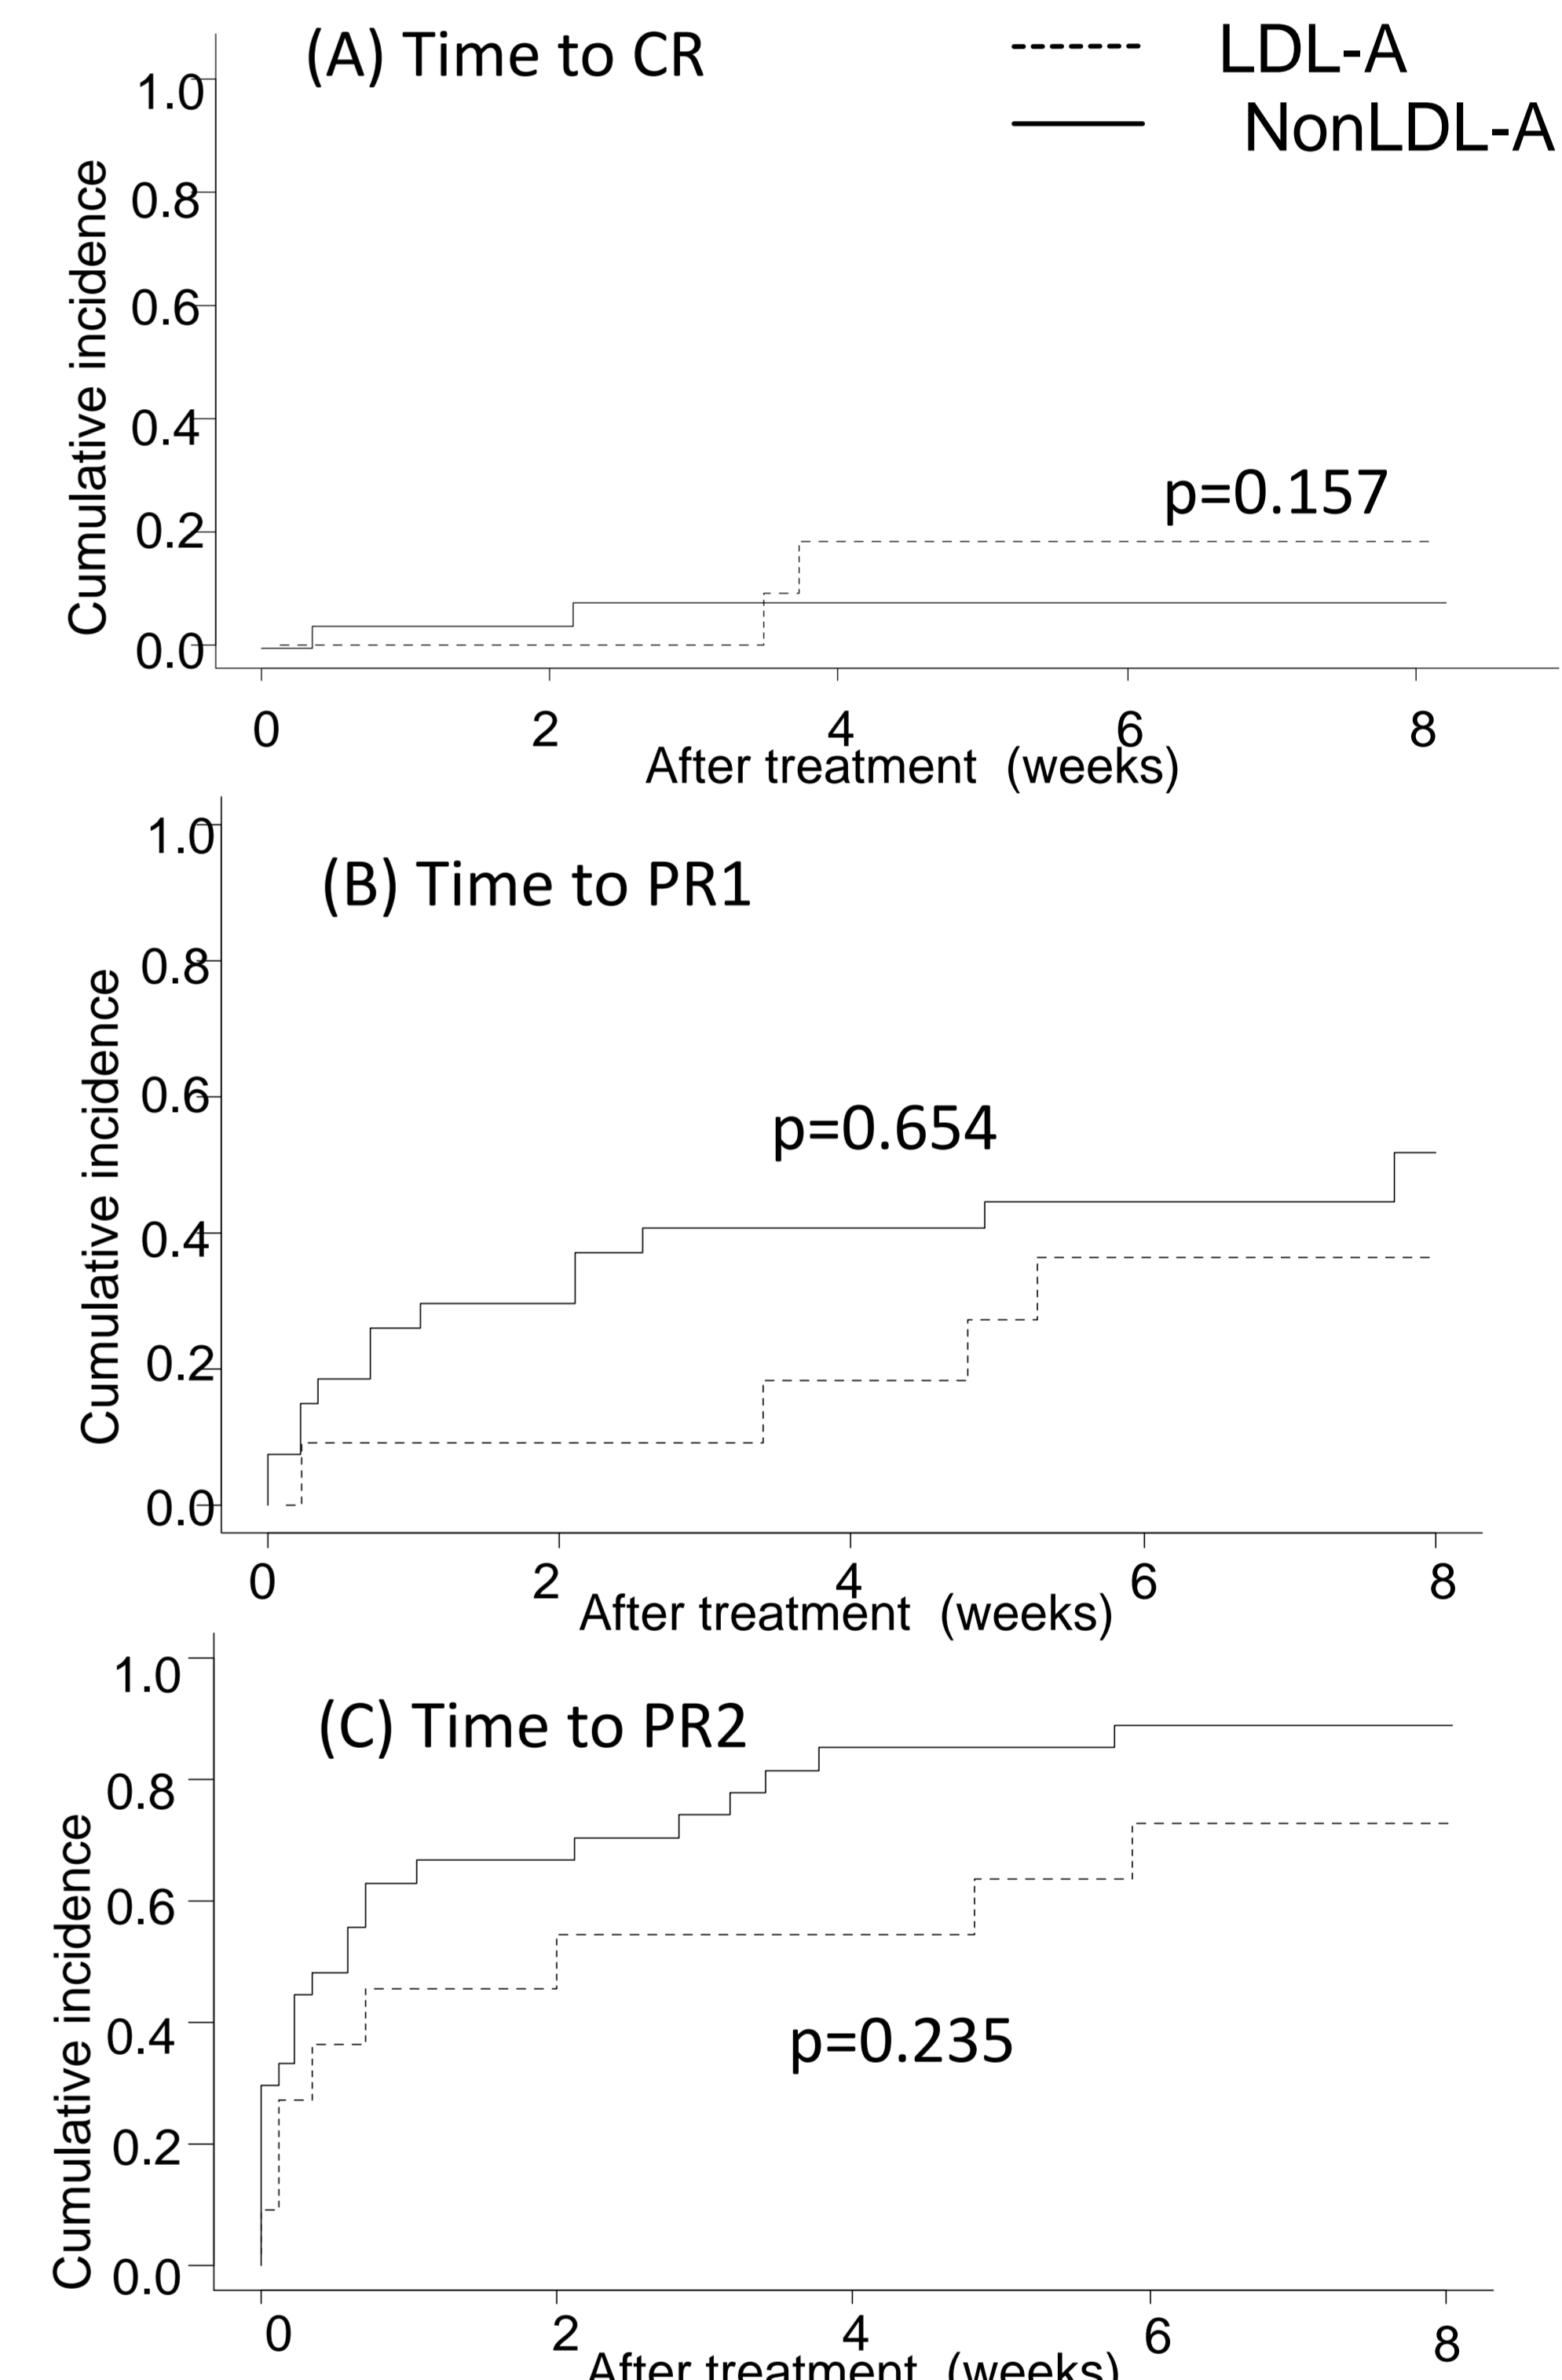 (A) Time to CR
LDL-A
NonLDL-A
Cumulative incidence
1.0
0.8
0.6
0.4
0.2
0.0
p=0.157
0 2 4 6 8
After treatment (weeks)
(B) Time to PR1
Cumulative incidence
1.0
0.8
0.6
0.4
0.2
0.0
p=0.654
0 2 4 6 8
After treatment (weeks)
(C) Time to PR2
Cumulative incidence
1.0
0.8
0.6
0.4
0.2
0.0
p=0.235
0 2 4 6 8
After treatment (weeks)